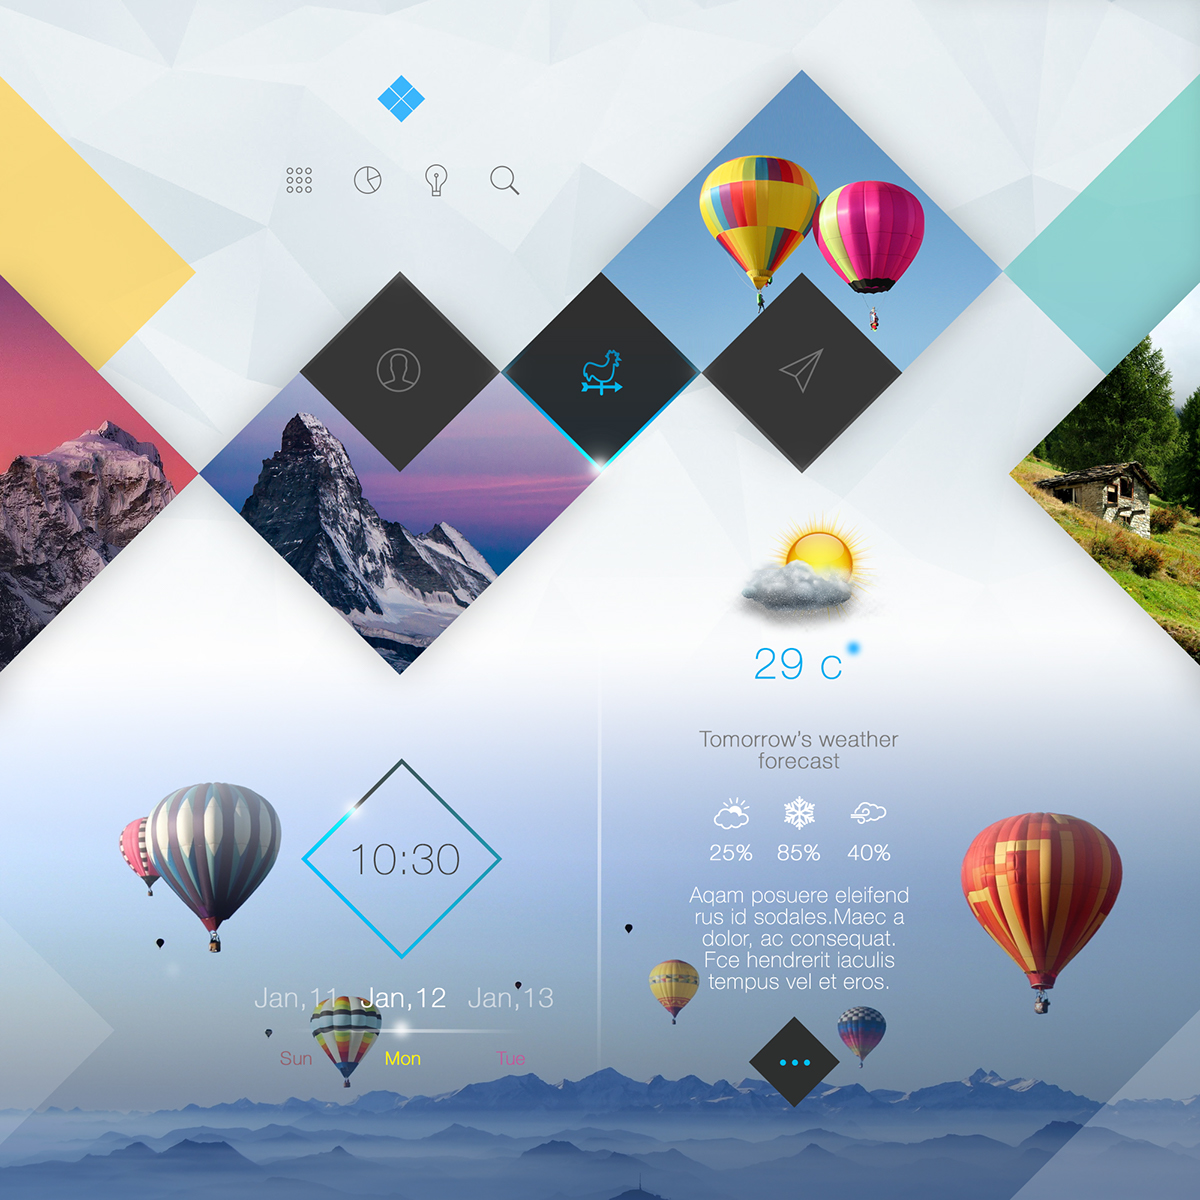 29 c°
Tomorrow's weather
forecast
25% 85% 40%
Aqam posuere eleifend
rus id sodales.Maec a
dolor, ac consequat.
Fce hendrerit iaculis
tempus vel et eros.
10:30
Jan,11 Jan,12 Jan,13
Sun Mon Tue